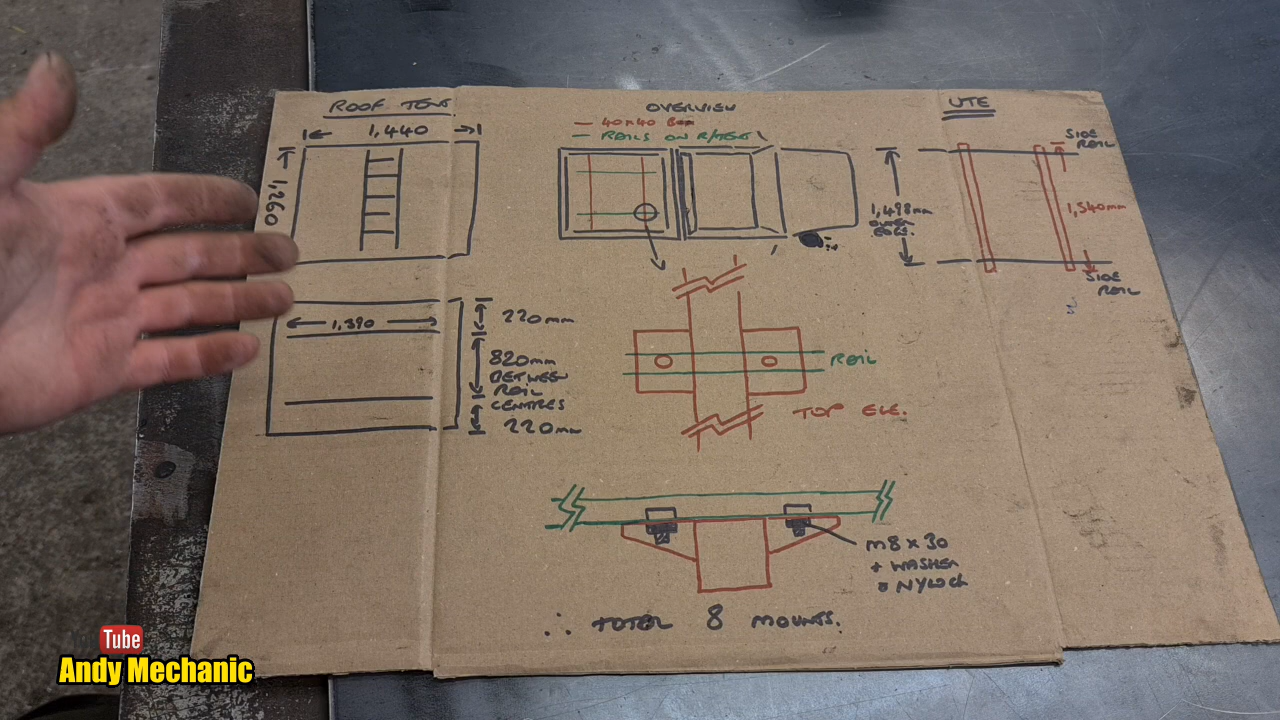 ROOF TENT
1,440
1,260
1,390
220mm
820mm
BETWEEN
RAIL
CENTRES
220mm
OVERVIEW
— 40x40 BOX
— RAILS ON R/TENT
RAIL
TOP ELE.
M8 x 30
+ WASHER
NYLOCK
∴ TOTAL 8 MOUNTS.
UTE
SIDE
RAIL
1,498mm
1,540mm
SIDE
RAIL
Tube
Andy Mechanic